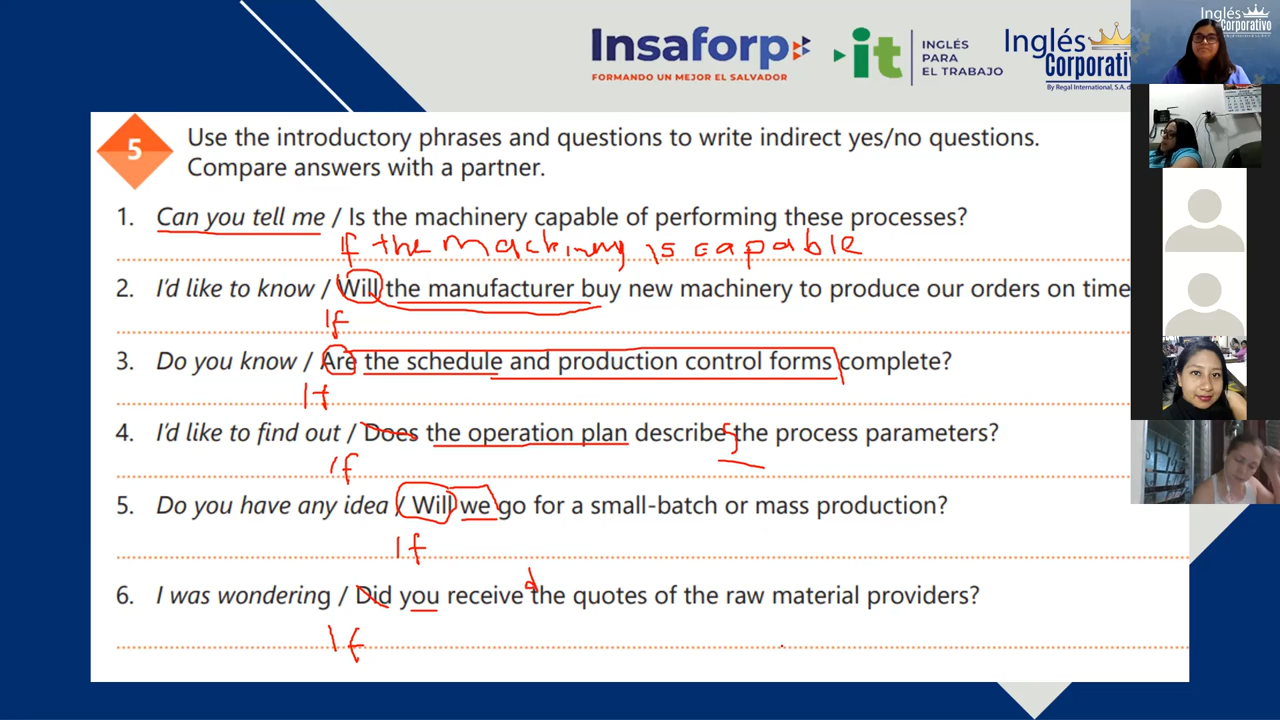 Insaforp
FORMANDO UN MEJOR EL SALVADOR
it
INGLÉS
PARA
EL TRABAJO
Inglés
Corporativ
By Regal International, S.A. d
Inglés
Corporativo
5
Use the introductory phrases and questions to write indirect yes/no questions.
Compare answers with a partner.
1. Can you tell me / Is the machinery capable of performing these processes?
If the machinery is capable
2. I'd like to know / Will the manufacturer buy new machinery to produce our orders on time
If
3. Do you know / Are the schedule and production control forms complete?
If
4. I'd like to find out / Does the operation plan describe s the process parameters?
If
5. Do you have any idea / Will we go for a small-batch or mass production?
If
6. I was wondering / Did you receive d the quotes of the raw material providers?
If